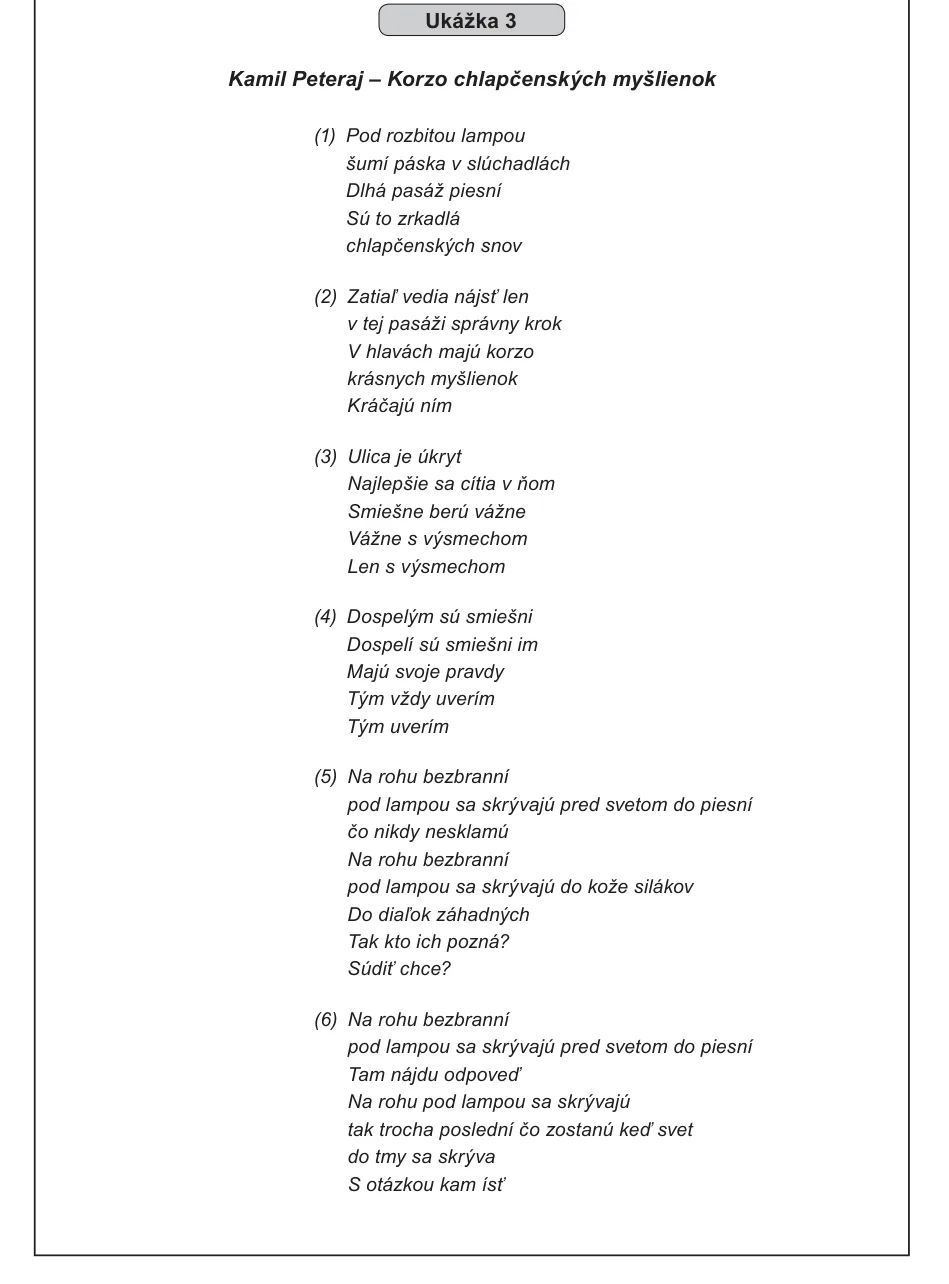 Ukážka 3
Kamil Peteraj – Korzo chlapčenských myšlienok
(1) Pod rozbitou lampou
šumí páska v slúchadlách
Dlhá pasáž piesní
Sú to zrkadlá
chlapčenských snov
(2) Zatiaľ vedia nájsť len
v tej pasáži správny krok
V hlavách majú korzo
krásnych myšlienok
Kráčajú ním
(3) Ulica je úkryt
Najlepšie sa cítia v ňom
Smiešne berú vážne
Vážne s výsmechom
Len s výsmechom
(4) Dospelým sú smiešni
Dospelí sú smiešni im
Majú svoje pravdy
Tým vždy uverím
Tým uverím
(5) Na rohu bezbranní
pod lampou sa skrývajú pred svetom do piesní
čo nikdy nesklamú
Na rohu bezbranní
pod lampou sa skrývajú do kože silákov
Do diaľok záhadných
Tak kto ich pozná?
Súdiť chce?
(6) Na rohu bezbranní
pod lampou sa skrývajú pred svetom do piesní
Tam nájdu odpoveď
Na rohu pod lampou sa skrývajú
tak trocha poslední čo zostanú keď svet
do tmy sa skrýva
S otázkou kam ísť